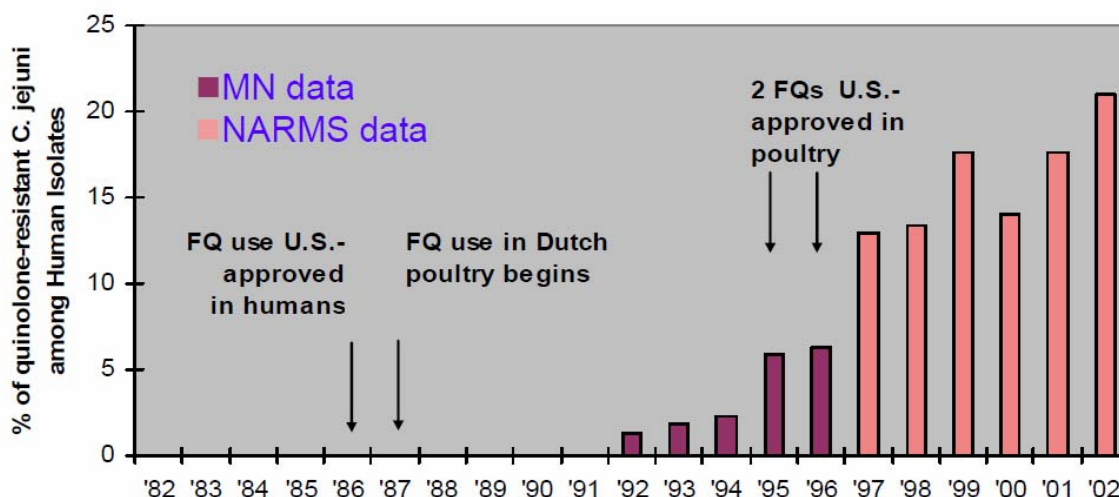 % of quinolone-resistant C. jejuni
among Human Isolates
25
20
15
10
5
0
MN data
NARMS data
FQ use U.S.-
approved
in humans
FQ use in Dutch
poultry begins
2 FQs U.S.-
approved in
poultry
'82 '83 '84 '85 '86 '87 '88 '89 '90 '91 '92 '93 '94 '95 '96 '97 '98 '99 '00 '01 '02